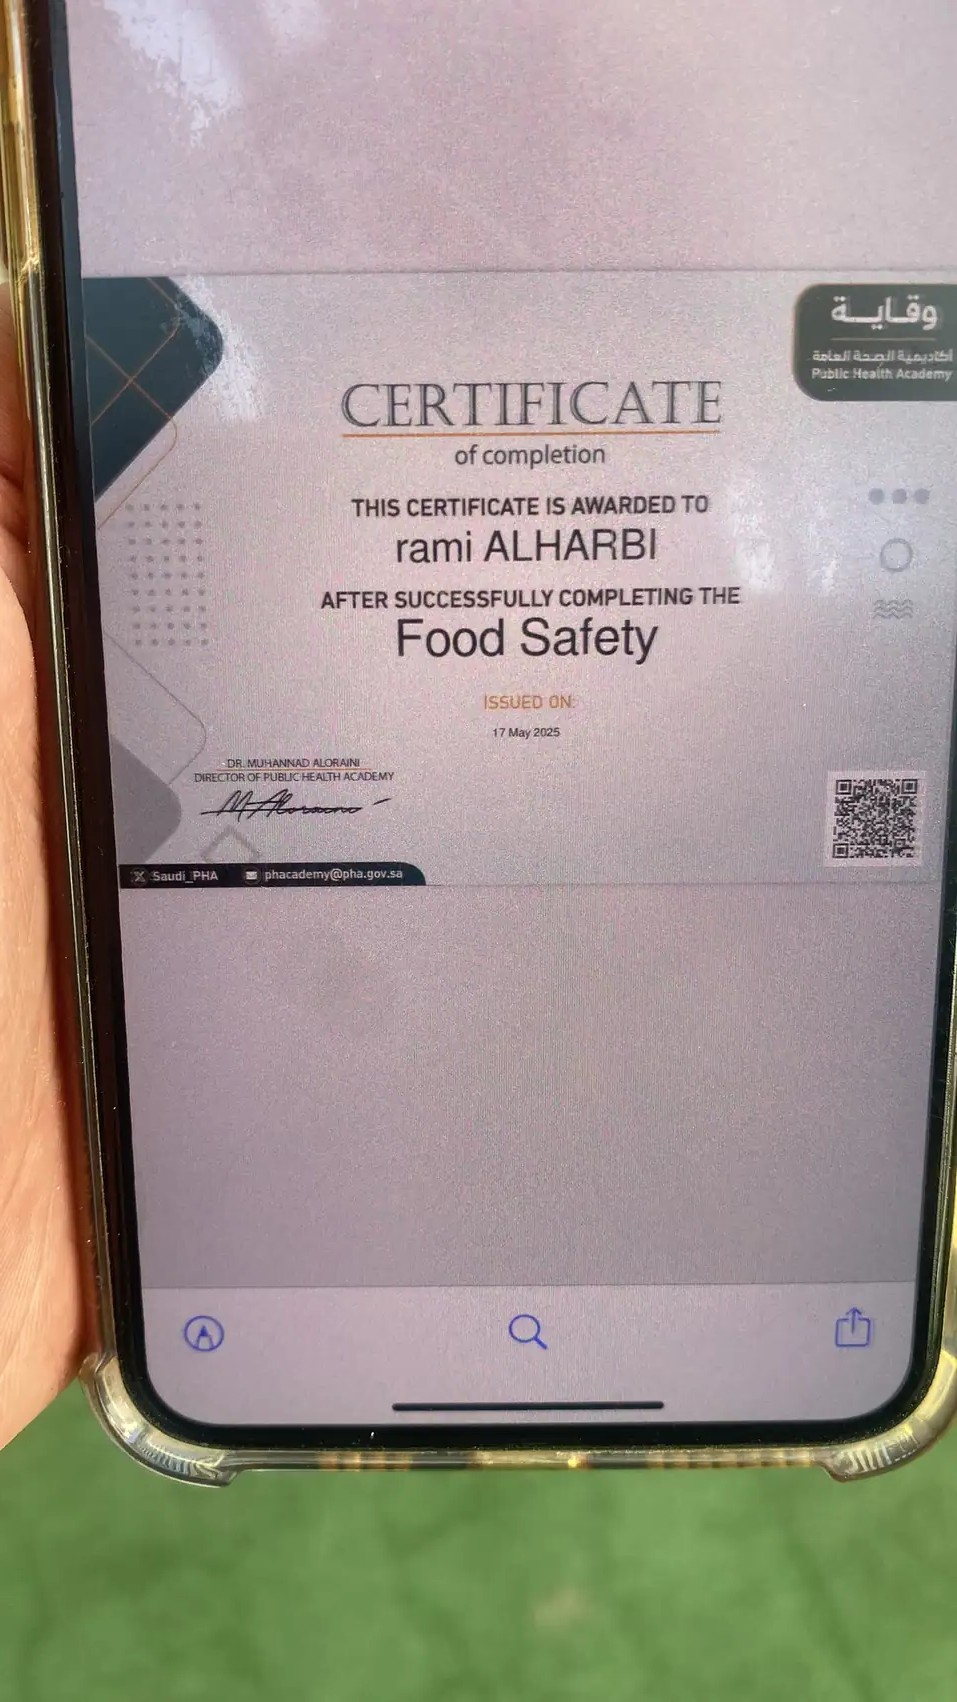 وقاية
أكاديمية الصحة العامة
Public Health Academy
CERTIFICATE
of completion
THIS CERTIFICATE IS AWARDED TO
rami ALHARBI
AFTER SUCCESSFULLY COMPLETING THE
Food Safety
ISSUED ON:
17 May 2025
DR. MUHANNAD ALORAINI
DIRECTOR OF PUBLIC HEALTH ACADEMY
M Aloraini
Saudi_PHA phacademy@pha.gov.sa